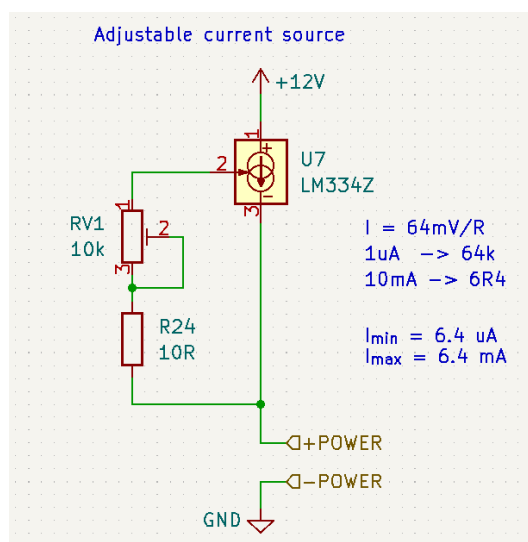 Adjustable current source
+12V
1
+
2
U7
LM334Z
-
3
1
RV1
2
10k
3
I = 64mV/R
1uA -> 64k
10mA -> 6R4
R24
10R
Imin = 6.4 uA
Imax = 6.4 mA
+POWER
-POWER
GND